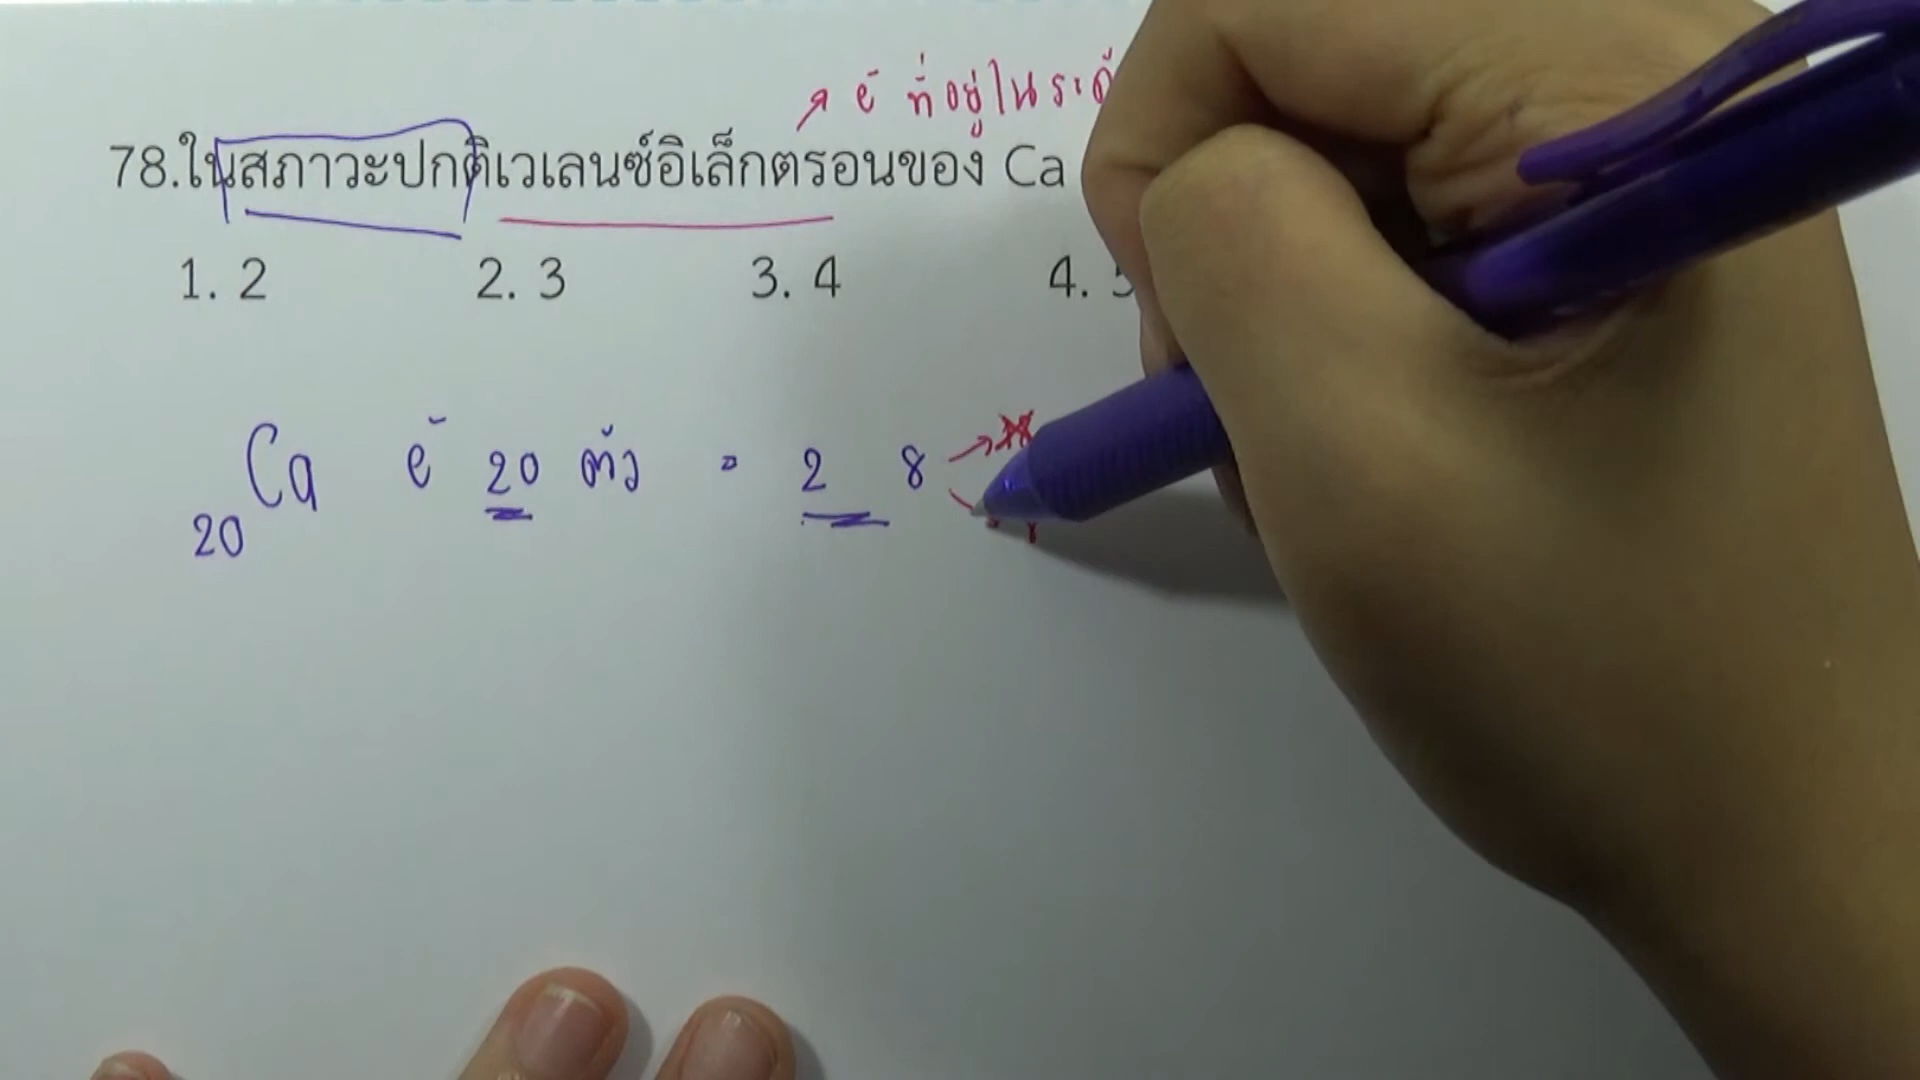 e⁻ ที่อยู่ในระดั
78.ในสภาวะปกติเวเลนซ์อิเล็กตรอนของ Ca
1. 2 2. 3 3. 4 4. 5
₂₀Ca e⁻ 20 ตัว = 2 8